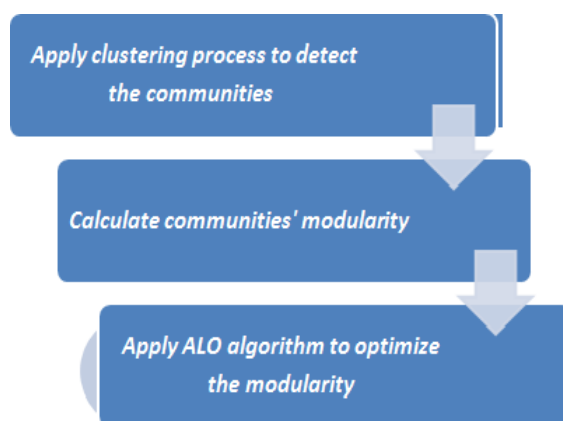 Apply clustering process to detect
the communities
Calculate communities' modularity
Apply ALO algorithm to optimize
the modularity